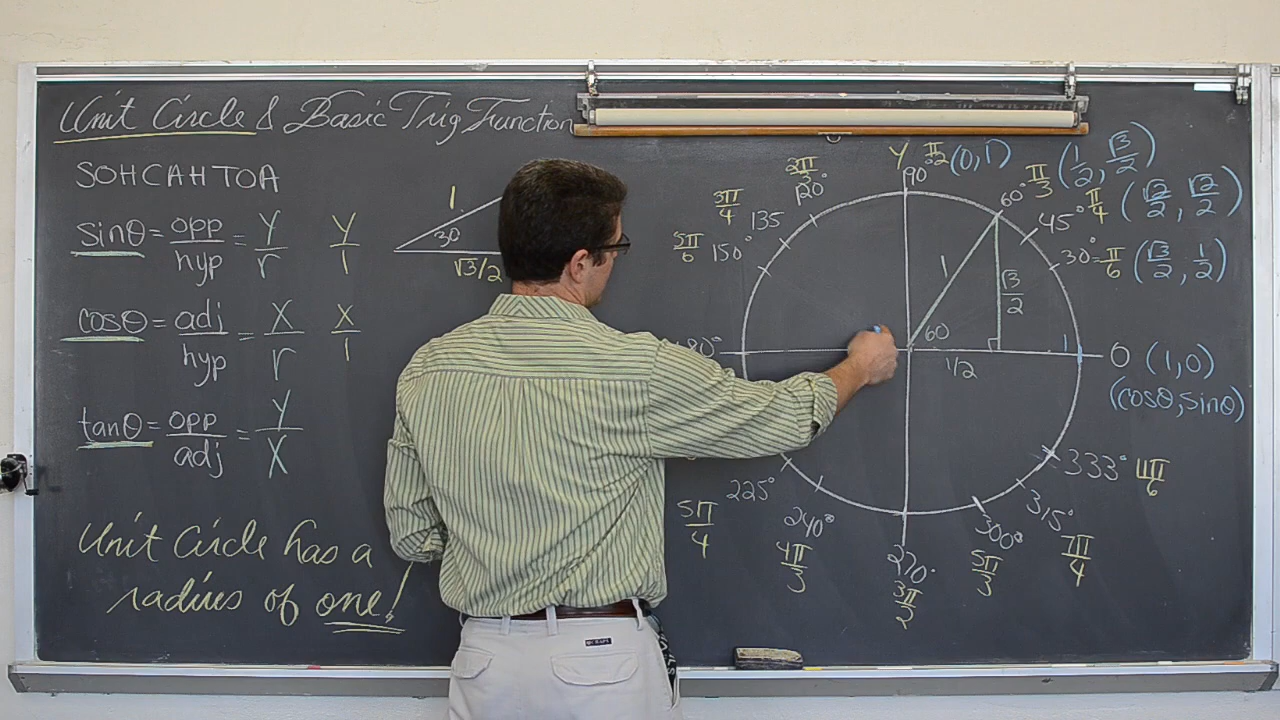 Unit Circle & Basic Trig Function
SOHCAHTOA
sinθ = opp/hyp = y/r y/1
cosθ = adj/hyp = x/r x/1
tanθ = opp/adj = y/x
Unit Circle has a
radius of one!
1
30
√3/2
y
90° π/2 (0,1)
60° π/3 (1/2, √3/2)
45° π/4 (√2/2, √2/2)
30° = π/6 (√3/2, 1/2)
0 (1,0)
(cosθ, sinθ)
120°
3π/4 135
5π/6 150°
180°
1
√3/2
60
1/2
1
225°
5π/4
240°
4π/3
270°
3π/2
300°
5π/3
315°
7π/4
333° 11π/6